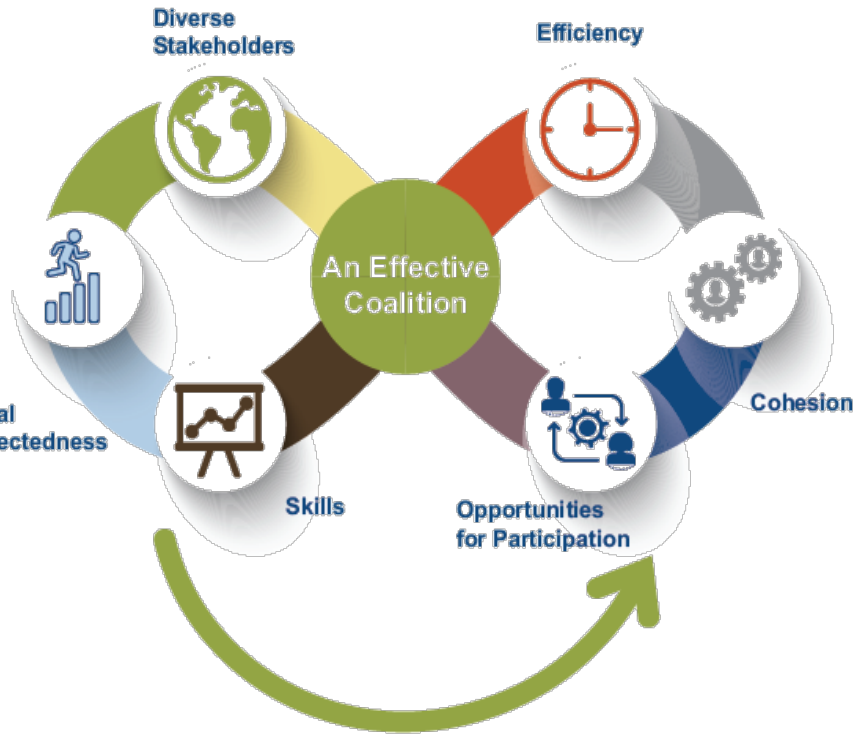 Diverse
Stakeholders
Efficiency
An Effective
Coalition
Cohesion
Skills
Opportunities
for Participation